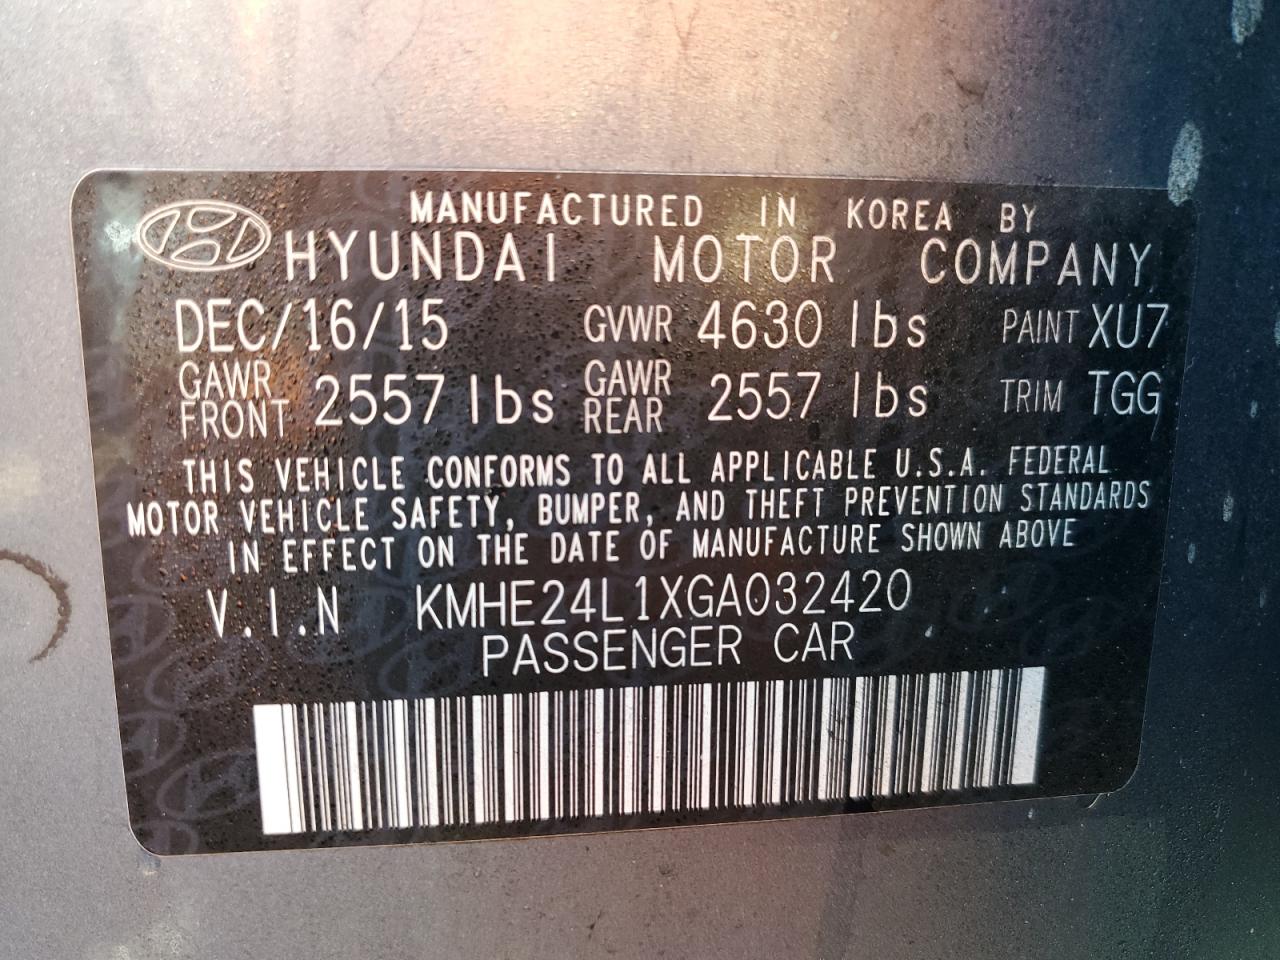 MANUFACTURED IN KOREA BY
HYUNDAI MOTOR COMPANY
DEC/16/15 GVWR 4630 lbs PAINT XU7
GAWR FRONT 2557 lbs GAWR REAR 2557 lbs TRIM TGG
THIS VEHICLE CONFORMS TO ALL APPLICABLE U.S.A. FEDERAL
MOTOR VEHICLE SAFETY, BUMPER, AND THEFT PREVENTION STANDARDS
IN EFFECT ON THE DATE OF MANUFACTURE SHOWN ABOVE
V.I.N KMHE24L1XGA032420
PASSENGER CAR